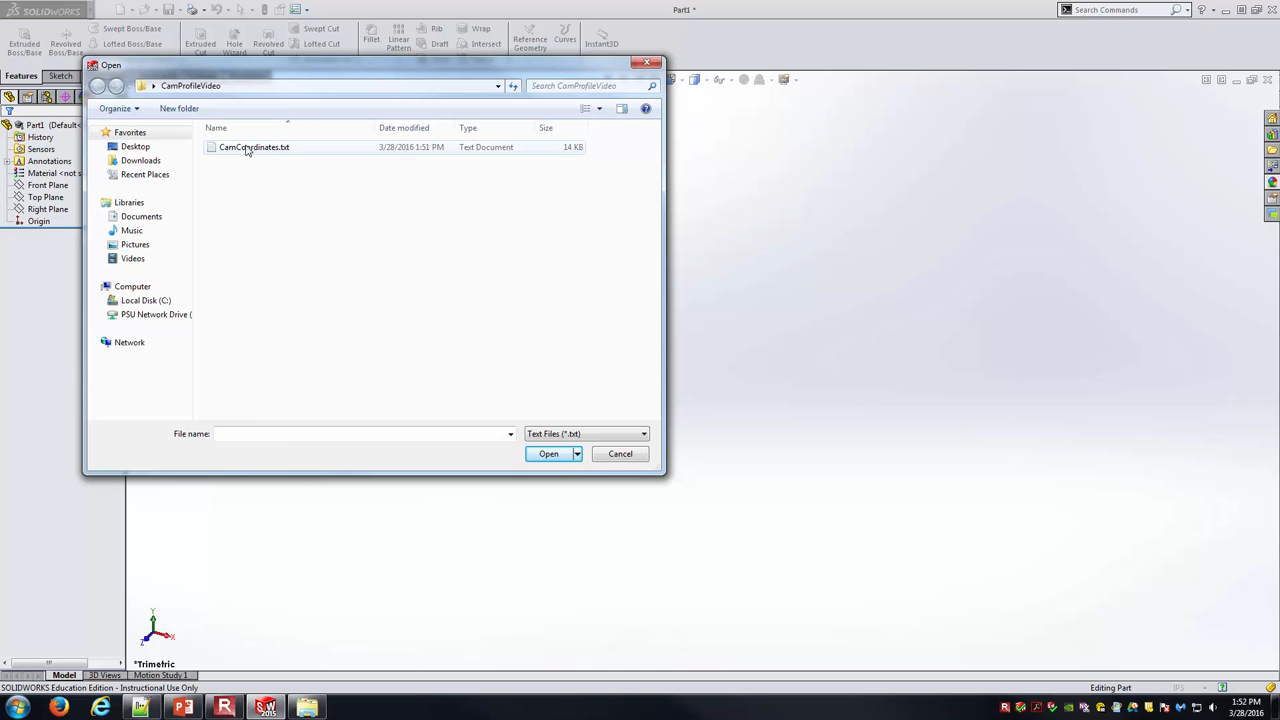 SOLIDWORKS
Part1 *
Search Commands
Extruded Boss/Base
Revolved Boss/Base
Swept Boss/Base
Lofted Boss/Base
Extruded Cut
Hole Wizard
Revolved Cut
Swept Cut
Lofted Cut
Fillet
Linear Pattern
Rib
Draft
Wrap
Intersect
Reference Geometry
Curves
Instant3D
Features
Sketch
Open
CamProfileVideo
Search CamProfileVideo
Organize
New folder
Name
Date modified
Type
Size
CamCoordinates.txt
3/28/2016 1:51 PM
Text Document
14 KB
Favorites
Desktop
Downloads
Recent Places
Libraries
Documents
Music
Pictures
Videos
Computer
Local Disk (C:)
PSU Network Drive (
Network
File name:
Text Files (*.txt)
Open
Cancel
Part1 (Default<
History
Sensors
Annotations
Material <not s
Front Plane
Top Plane
Right Plane
Origin
Y
X
Z
*Trimetric
Model
3D Views
Motion Study 1
SOLIDWORKS Education Edition - Instructional Use Only
Editing Part
IPS
1:52 PM
3/28/2016